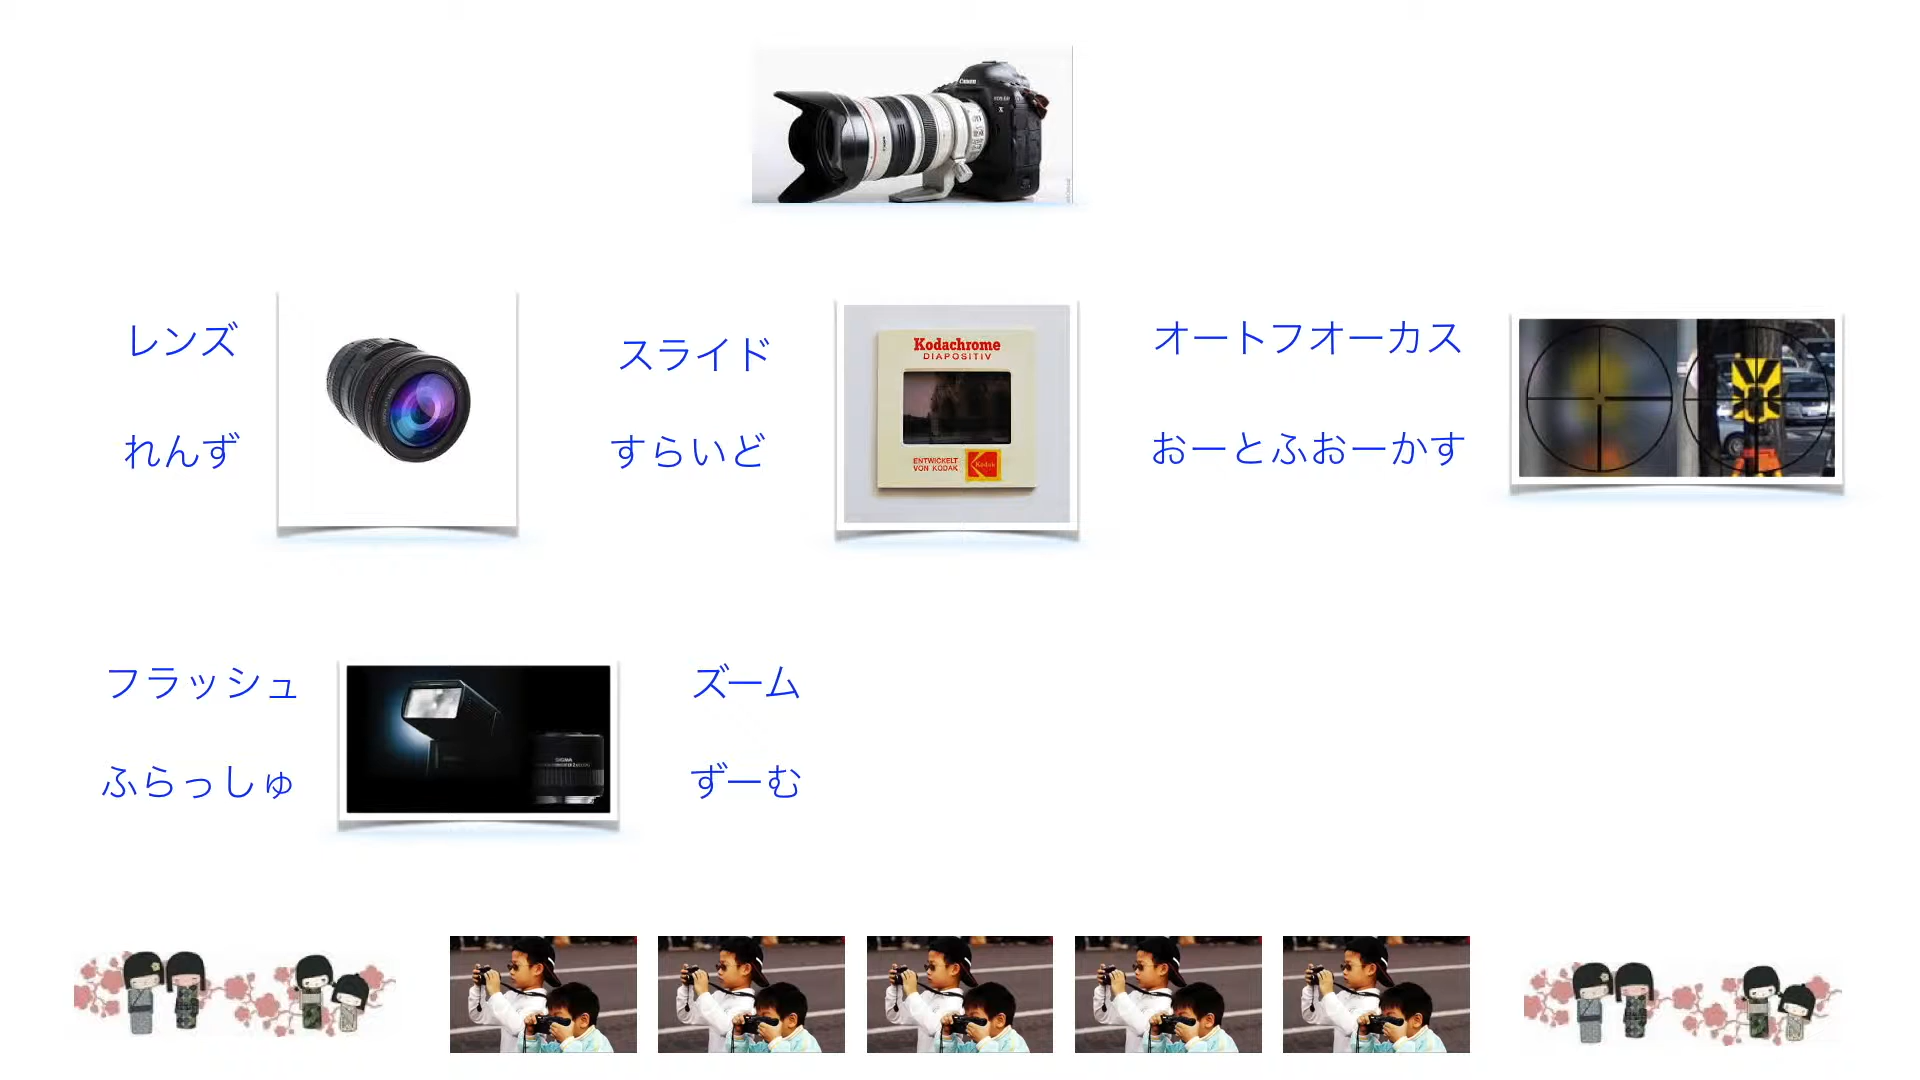 Canon
X
レンズ
れんず
スライド
すらいど
Kodachrome
DIAPOSITIV
ENTWICKELT
VON KODAK
Kodak
オートフオーカス
おーとふおーかす
フラッシュ
ふらっしゅ
SIGMA
ズーム
ずーむ